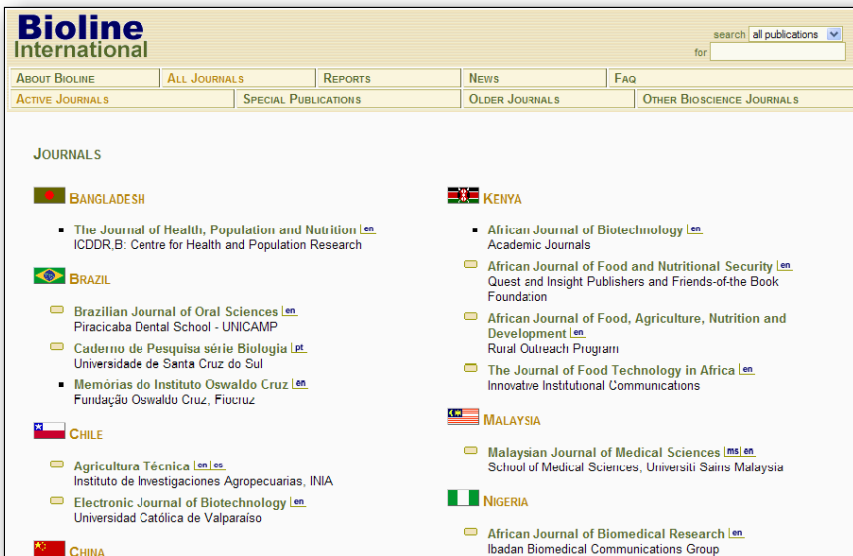 Bioline
International
search all publications
for
ABOUT BIOLINE ALL JOURNALS REPORTS NEWS FAQ
ACTIVE JOURNALS SPECIAL PUBLICATIONS OLDER JOURNALS OTHER BIOSCIENCE JOURNALS
JOURNALS
BANGLADESH
The Journal of Health, Population and Nutrition en
ICDDR,B: Centre for Health and Population Research
BRAZIL
Brazilian Journal of Oral Sciences en
Piracicaba Dental School - UNICAMP
Caderno de Pesquisa série Biologia pt
Universidade de Santa Cruz do Sul
Memórias do Instituto Oswaldo Cruz en
Fundação Oswaldo Cruz, Fiocruz
CHILE
Agricultura Técnica en es
Instituto de Investigaciones Agropecuarias, INIA
Electronic Journal of Biotechnology en
Universidad Católica de Valparaíso
CHINA
KENYA
African Journal of Biotechnology en
Academic Journals
African Journal of Food and Nutritional Security en
Quest and Insight Publishers and Friends-of-the Book
Foundation
African Journal of Food, Agriculture, Nutrition and
Development en
Rural Outreach Program
The Journal of Food Technology in Africa en
Innovative Institutional Communications
MALAYSIA
Malaysian Journal of Medical Sciences ms en
School of Medical Sciences, Universiti Sains Malaysia
NIGERIA
African Journal of Biomedical Research en
Ibadan Biomedical Communications Group